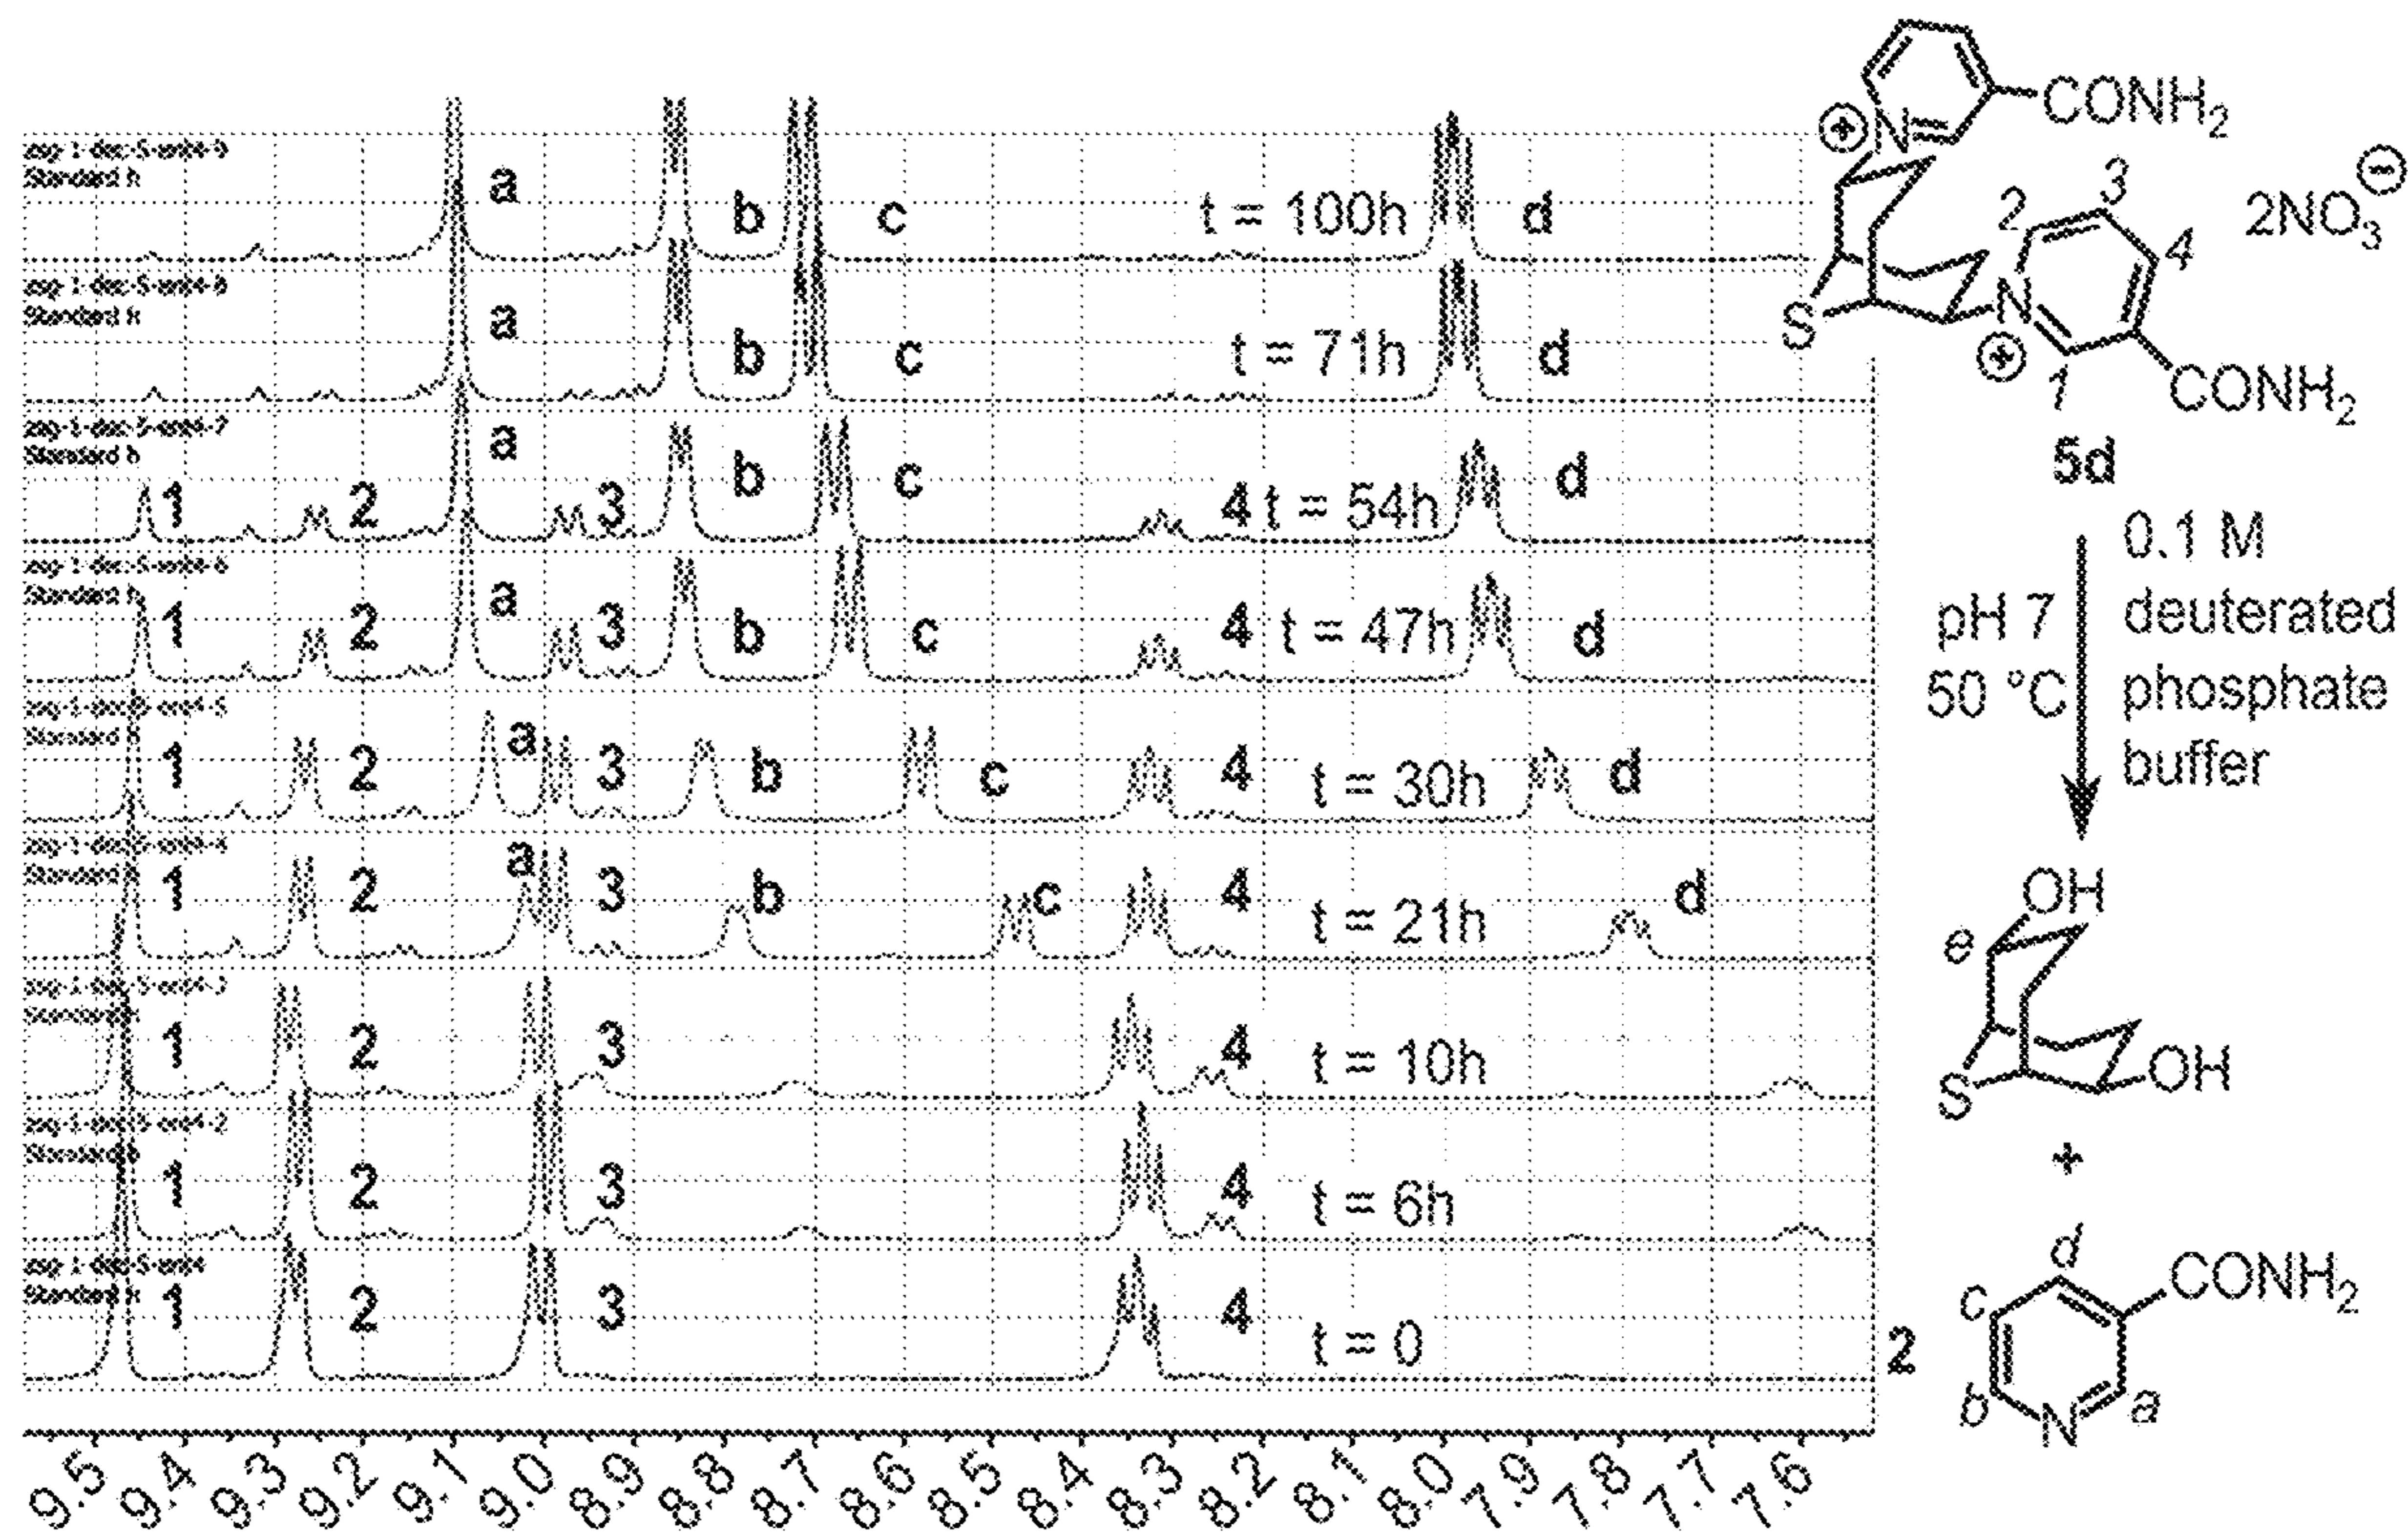 a b c t = 100h d
Standard h
a b c t = 71h d
Standard h
1 2 a 3 b c 4 t = 54h d
Standard h
1 2 a 3 b c 4 t = 47h d
Standard h
1 2 a 3 b c 4 t = 30h d
1 2 a 3 b c 4 t = 21h d
1 2 3 4 t = 10h
1 2 3 4 t = 6h
1 2 3 4 t = 0
9.5 9.4 9.3 9.2 9.1 9.0 8.9 8.8 8.7 8.6 8.5 8.4 8.3 8.2 8.1 8.0 7.9 7.8 7.7 7.6
CONH2
⊕ N
2 3 4
2NO3⊖
S N
⊕ 1 CONH2
5d
pH 7
50 °C
0.1 M
deuterated
phosphate
buffer
OH
e
S OH
+
d
c CONH2
2
b N a